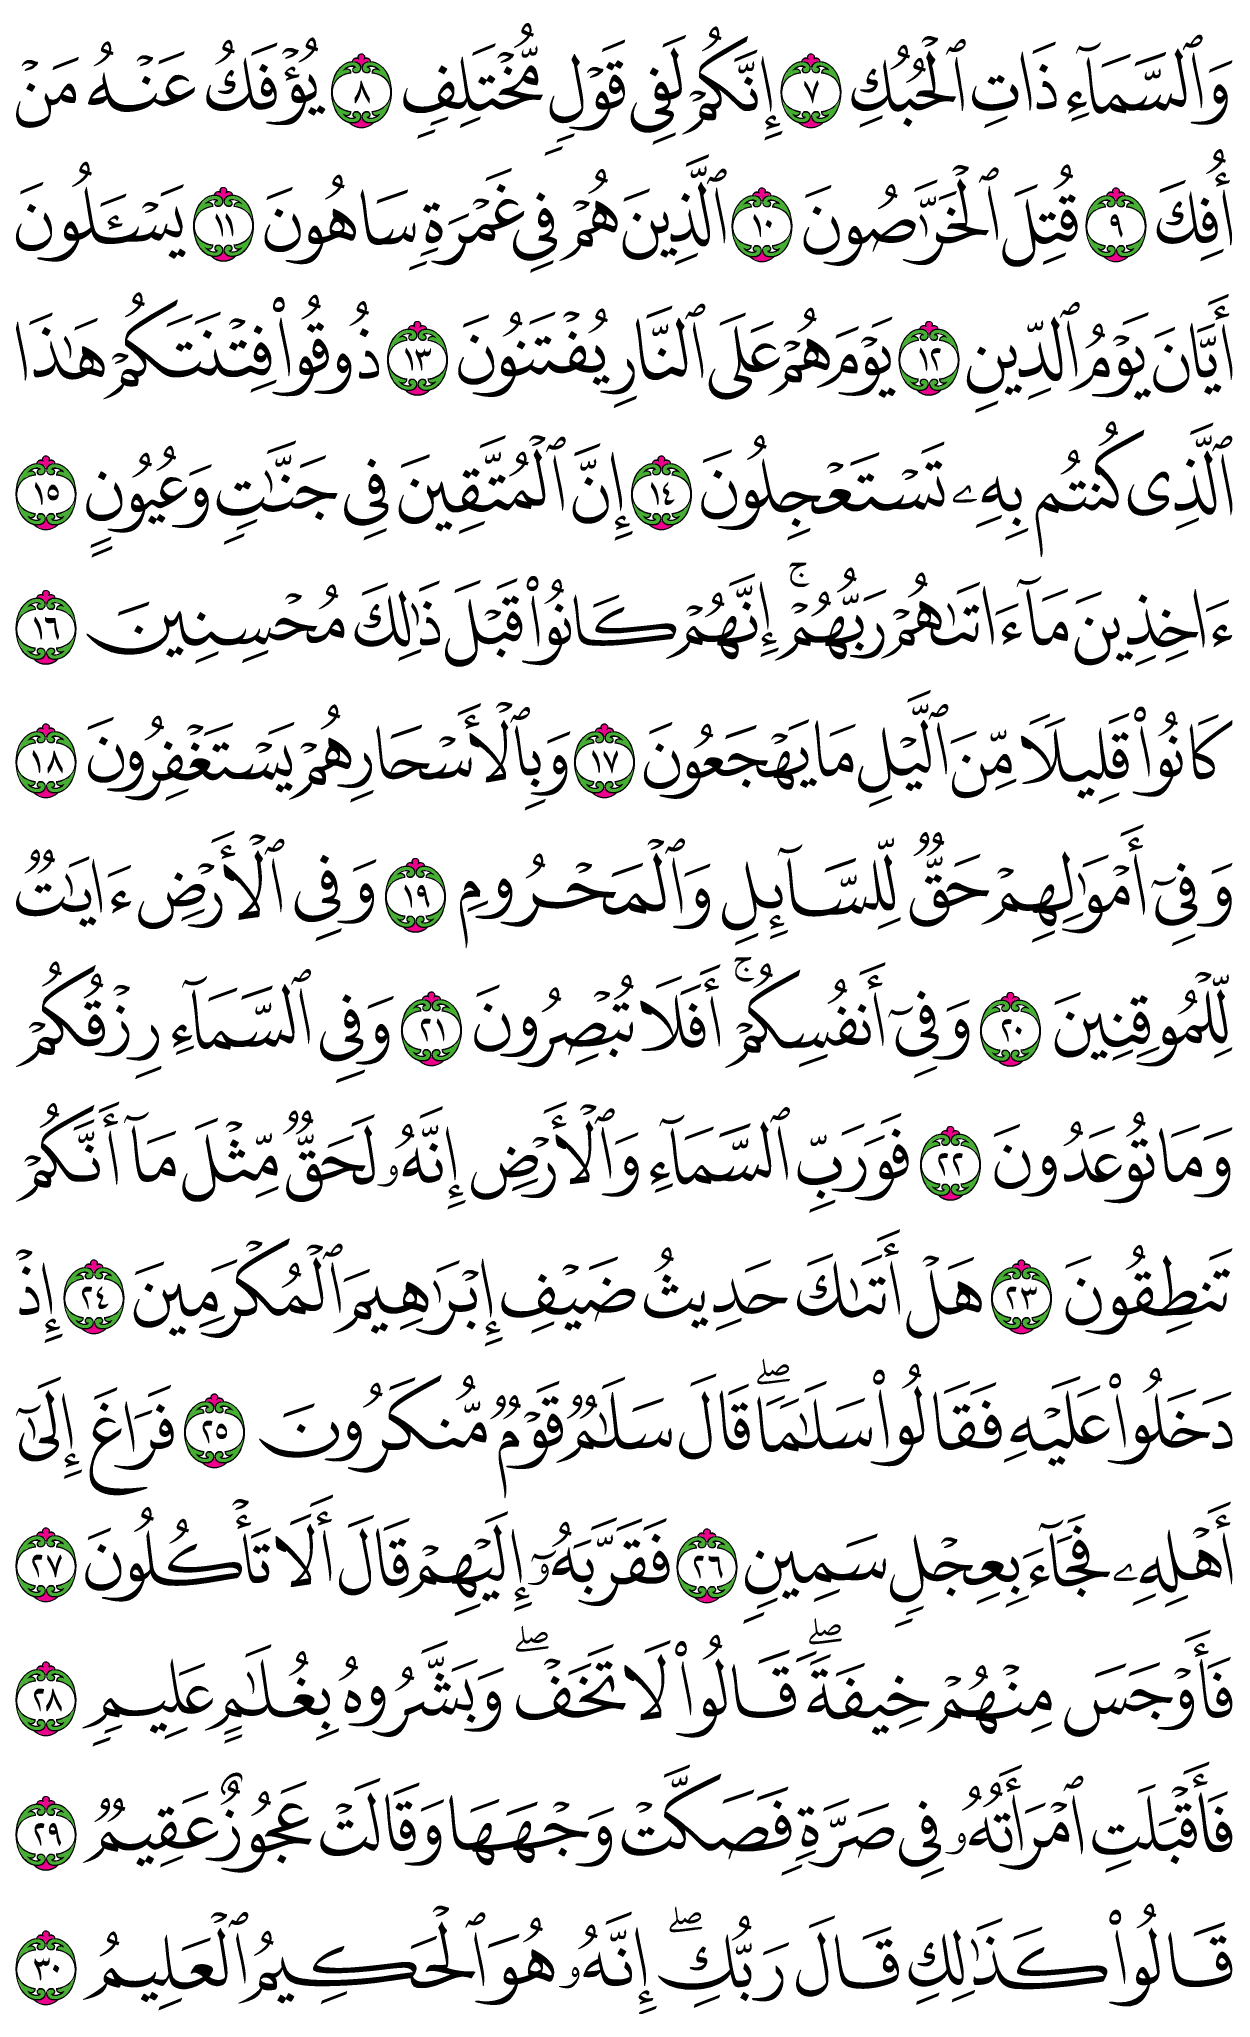 وَٱلسَّمَآءِ ذَاتِ ٱلْحُبُكِ ٧ إِنَّكُمْ لَفِى قَوْلٍ مُّخْتَلِفٍ ٨ يُؤْفَكُ عَنْهُ مَنْ
أُفِكَ ٩ قُتِلَ ٱلْخَرَّٰصُونَ ١٠ ٱلَّذِينَ هُمْ فِى غَمْرَةٍ سَاهُونَ ١١ يَسْـَٔلُونَ
أَيَّانَ يَوْمُ ٱلدِّينِ ١٢ يَوْمَ هُمْ عَلَى ٱلنَّارِ يُفْتَنُونَ ١٣ ذُوقُوا۟ فِتْنَتَكُمْ هَٰذَا
ٱلَّذِى كُنتُم بِهِۦ تَسْتَعْجِلُونَ ١٤ إِنَّ ٱلْمُتَّقِينَ فِى جَنَّٰتٍ وَعُيُونٍ ١٥
ءَاخِذِينَ مَآ ءَاتَىٰهُمْ رَبُّهُمْ ۚ إِنَّهُمْ كَانُوا۟ قَبْلَ ذَٰلِكَ مُحْسِنِينَ ١٦
كَانُوا۟ قَلِيلًا مِّنَ ٱلَّيْلِ مَا يَهْجَعُونَ ١٧ وَبِٱلْأَسْحَارِ هُمْ يَسْتَغْفِرُونَ ١٨
وَفِىٓ أَمْوَٰلِهِمْ حَقٌّ لِّلسَّآئِلِ وَٱلْمَحْرُومِ ١٩ وَفِى ٱلْأَرْضِ ءَايَٰتٌ
لِّلْمُوقِنِينَ ٢٠ وَفِىٓ أَنفُسِكُمْ ۚ أَفَلَا تُبْصِرُونَ ٢١ وَفِى ٱلسَّمَآءِ رِزْقُكُمْ
وَمَا تُوعَدُونَ ٢٢ فَوَرَبِّ ٱلسَّمَآءِ وَٱلْأَرْضِ إِنَّهُۥ لَحَقٌّ مِّثْلَ مَآ أَنَّكُمْ
تَنطِقُونَ ٢٣ هَلْ أَتَىٰكَ حَدِيثُ ضَيْفِ إِبْرَٰهِيمَ ٱلْمُكْرَمِينَ ٢٤ إِذْ
دَخَلُوا۟ عَلَيْهِ فَقَالُوا۟ سَلَٰمًا ۖ قَالَ سَلَٰمٌ قَوْمٌ مُّنكَرُونَ ٢٥ فَرَاغَ إِلَىٰٓ
أَهْلِهِۦ فَجَآءَ بِعِجْلٍ سَمِينٍ ٢٦ فَقَرَّبَهُۥٓ إِلَيْهِمْ قَالَ أَلَا تَأْكُلُونَ ٢٧
فَأَوْجَسَ مِنْهُمْ خِيفَةً ۖ قَالُوا۟ لَا تَخَفْ ۖ وَبَشَّرُوهُ بِغُلَٰمٍ عَلِيمٍ ٢٨
فَأَقْبَلَتِ ٱمْرَأَتُهُۥ فِى صَرَّةٍ فَصَكَّتْ وَجْهَهَا وَقَالَتْ عَجُوزٌ عَقِيمٌ ٢٩
قَالُوا۟ كَذَٰلِكِ قَالَ رَبُّكِ ۖ إِنَّهُۥ هُوَ ٱلْحَكِيمُ ٱلْعَلِيمُ ٣٠